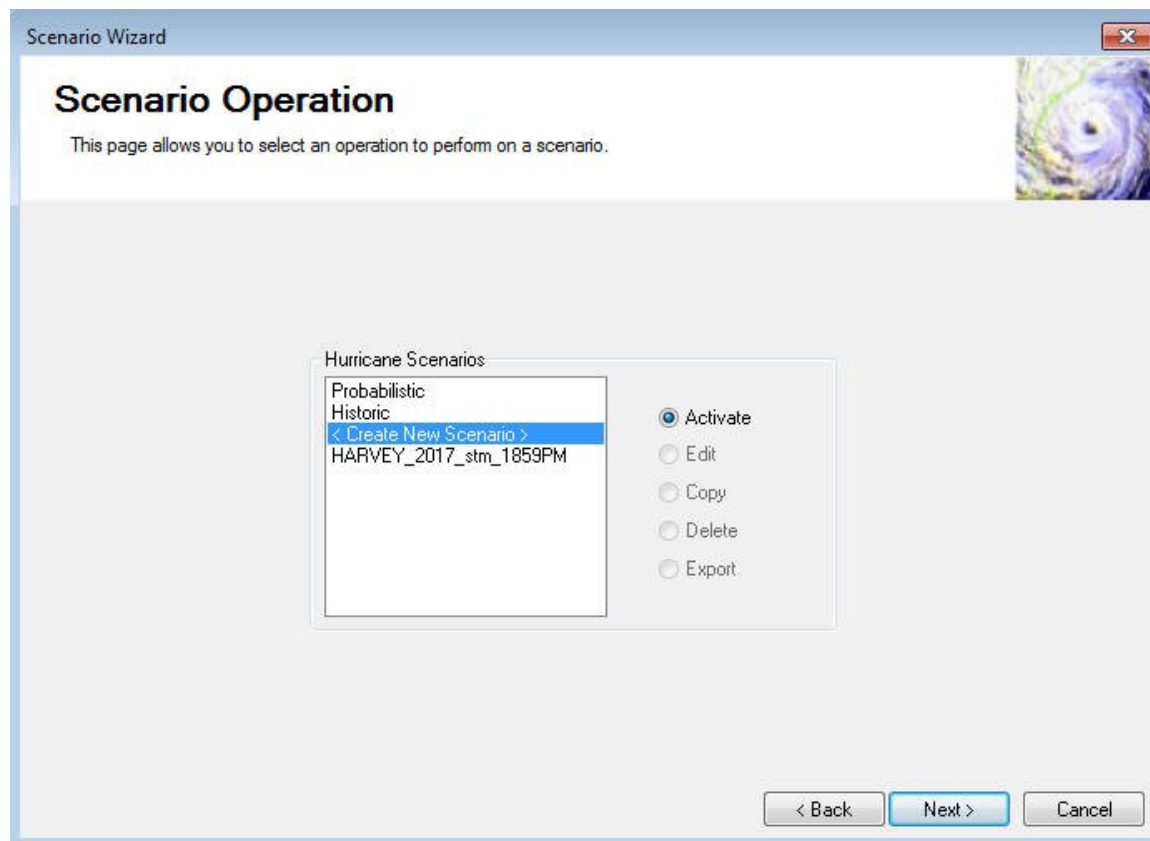 Scenario Wizard
Scenario Operation
This page allows you to select an operation to perform on a scenario.
Hurricane Scenarios
Probabilistic
Historic
< Create New Scenario >
HARVEY_2017_stm_1859PM
Activate
Edit
Copy
Delete
Export
< Back
Next >
Cancel